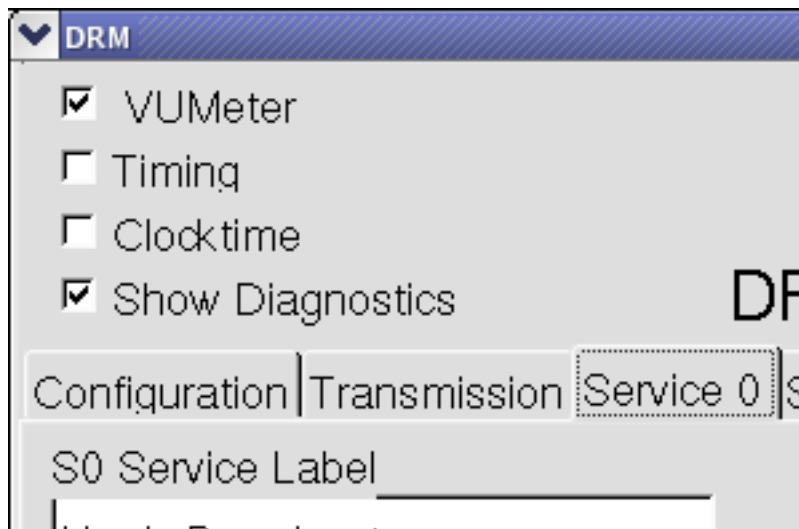 DRM
VUMeter
Timing
Clocktime
Show Diagnostics
Configuration Transmission Service 0
S0 Service Label